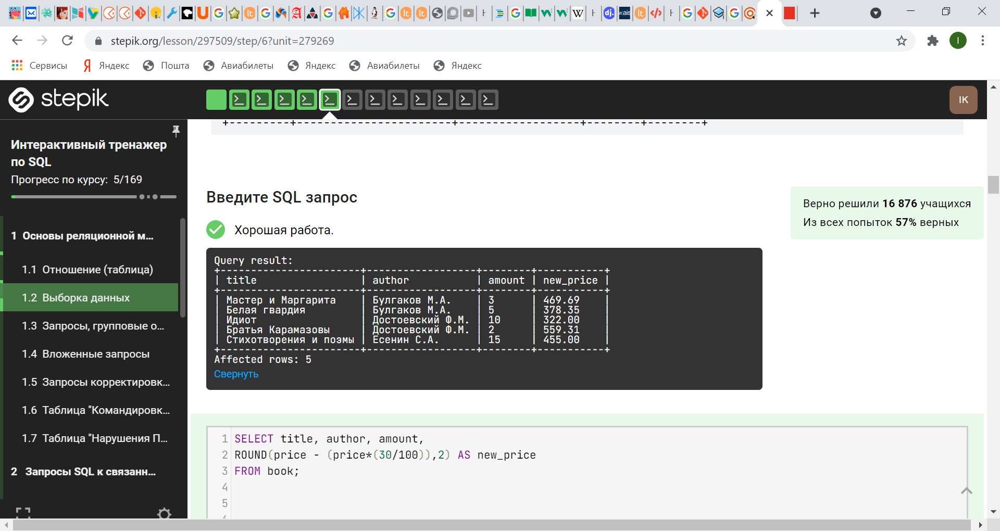 stepik.org/lesson/297509/step/6?unit=279269
I
Сервисы Яндекс Пошта Авиабилеты Яндекс Авиабилеты Яндекс
stepik
IK
+---------+-----------------------+-------------------+--------+--------+
Интерактивный тренажер
по SQL
Прогресс по курсу: 5/169
1 Основы реляционной м...
1.1 Отношение (таблица)
1.2 Выборка данных
1.3 Запросы, групповые о...
1.4 Вложенные запросы
1.5 Запросы корректировк...
1.6 Таблица "Командировк...
1.7 Таблица "Нарушения П...
2 Запросы SQL к связанн...
Введите SQL запрос
Верно решили 16 876 учащихся
Из всех попыток 57% верных
Хорошая работа.
Query result:
+-----------------------+------------------+--------+-----------+
| title | author | amount | new_price |
+-----------------------+------------------+--------+-----------+
| Мастер и Маргарита | Булгаков М.А. | 3 | 469.69 |
| Белая гвардия | Булгаков М.А. | 5 | 378.35 |
| Идиот | Достоевский Ф.М. | 10 | 322.00 |
| Братья Карамазовы | Достоевский Ф.М. | 2 | 559.31 |
| Стихотворения и поэмы | Есенин С.А. | 15 | 455.00 |
+-----------------------+------------------+--------+-----------+
Affected rows: 5
Свернуть
1 SELECT title, author, amount,
2 ROUND(price - (price*(30/100)),2) AS new_price
3 FROM book;
4
5